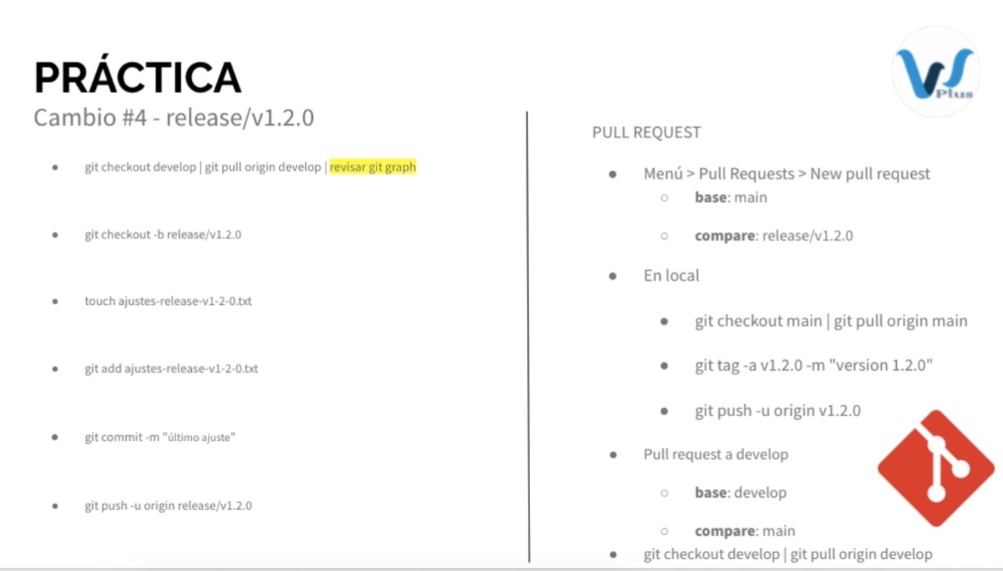 PRÁCTICA
Cambio #4 - release/v1.2.0
● git checkout develop | git pull origin develop | revisar git graph
● git checkout -b release/v1.2.0
● touch ajustes-release-v1-2-0.txt
● git add ajustes-release-v1-2-0.txt
● git commit -m "último ajuste"
● git push -u origin release/v1.2.0
Plus
PULL REQUEST
● Menú > Pull Requests > New pull request
○ base: main
○ compare: release/v1.2.0
● En local
● git checkout main | git pull origin main
● git tag -a v1.2.0 -m "version 1.2.0"
● git push -u origin v1.2.0
● Pull request a develop
○ base: develop
○ compare: main
● git checkout develop | git pull origin develop